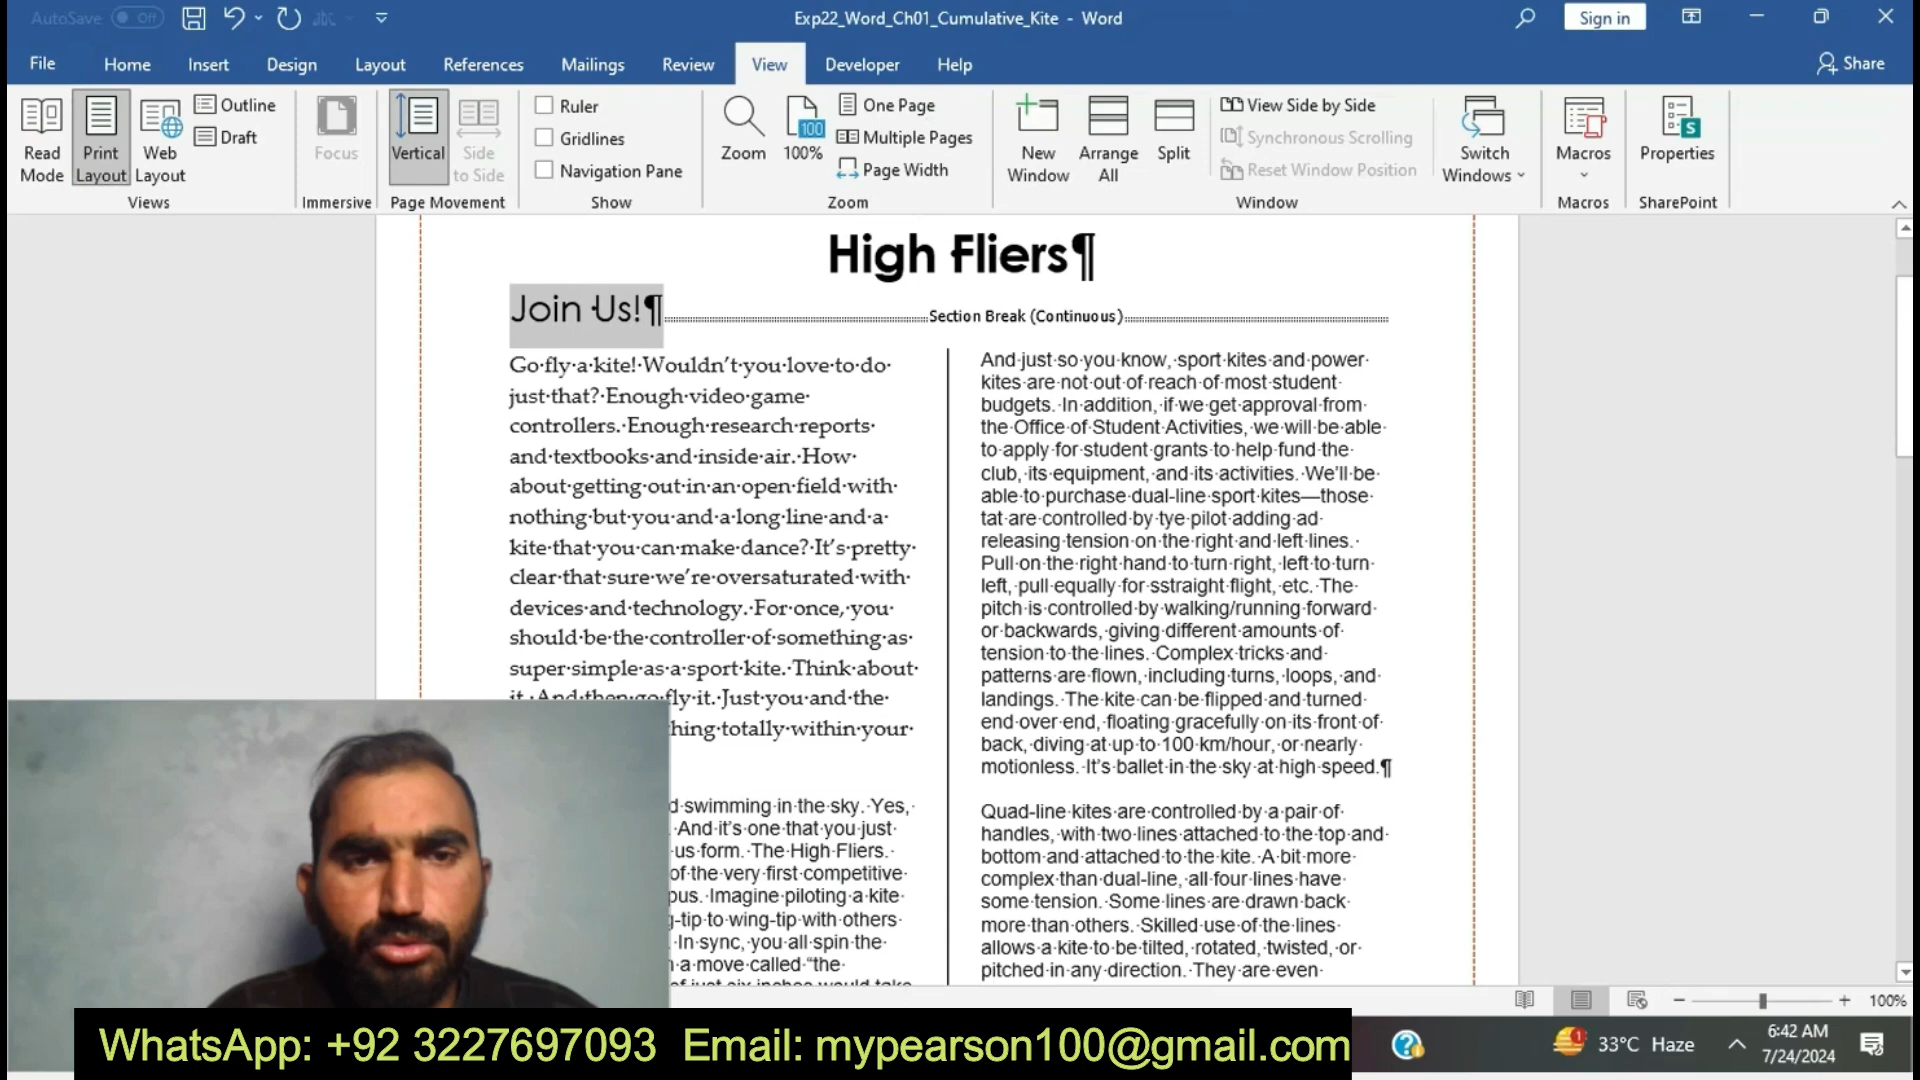 AutoSave Off abc Exp22_Word_Ch01_Cumulative_Kite - Word Sign in
File Home Insert Design Layout References Mailings Review View Developer Help Share
Read Mode
Print Layout
Web Layout
Outline
Draft
Views
Focus
Immersive
Vertical
Side to Side
Page Movement
Ruler
Gridlines
Navigation Pane
Show
Zoom
100
100%
One Page
Multiple Pages
Page Width
Zoom
New Window
Arrange All
Split
View Side by Side
Synchronous Scrolling
Reset Window Position
Switch Windows
Window
Macros
Macros
S
Properties
SharePoint
High Fliers¶
Join·Us!¶ Section Break (Continuous)
Go·fly·a·kite!·Wouldn't·you·love·to·do·
just·that?·Enough·video·game·
controllers.·Enough·research·reports·
and·textbooks·and·inside·air.·How·
about·getting·out·in·an·open·field·with·
nothing·but·you·and·a·long·line·and·a·
kite·that·you·can·make·dance?·It's·pretty·
clear·that·sure·we're·oversaturated·with·
devices·and·technology.·For·once,·you·
should·be·the·controller·of·something·as·
super·simple·as·a·sport·kite.·Think·about·
it.·And·then·go·fly·it.·Just·you·and·the·
hing·totally·within·your·
d·swimming·in·the·sky.·Yes,·
And·it's·one·that·you·just·
us·form.·The·High·Fliers.·
of·the·very·first·competitive·
pus.·Imagine·piloting·a·kite·
g-tip·to·wing-tip·with·others·
In·sync,·you·all·spin·the·
n·a·move·called·“the·
of·just·six·inches·would·take·
And·just·so·you·know,·sport·kites·and·power·
kites·are·not·out·of·reach·of·most·student·
budgets.·In·addition,·if·we·get·approval·from·
the·Office·of·Student·Activities,·we·will·be·able·
to·apply·for·student·grants·to·help·fund·the·
club,·its·equipment,·and·its·activities.·We'll·be·
able·to·purchase·dual-line·sport·kites—those·
tat·are·controlled·by·tye·pilot·adding·ad·
releasing·tension·on·the·right·and·left·lines.·
Pull·on·the·right·hand·to·turn·right,·left·to·turn·
left,·pull·equally·for·sstraight·flight,·etc.·The·
pitch·is·controlled·by·walking/running·forward·
or·backwards,·giving·different·amounts·of·
tension·to·the·lines.·Complex·tricks·and·
patterns·are·flown,·including·turns,·loops,·and·
landings.·The·kite·can·be·flipped·and·turned·
end·over·end,·floating·gracefully·on·its·front·of·
back,·diving·at·up·to·100·km/hour,·or·nearly·
motionless.·It's·ballet·in·the·sky·at·high·speed.¶
Quad-line·kites·are·controlled·by·a·pair·of·
handles,·with·two·lines·attached·to·the·top·and·
bottom·and·attached·to·the·kite.·A·bit·more·
complex·than·dual-line,·all·four·lines·have·
some·tension.·Some·lines·are·drawn·back·
more·than·others.·Skilled·use·of·the·lines·
allows·a·kite·to·be·tilted,·rotated,·twisted,·or·
pitched·in·any·direction.·They·are·even·
100%
WhatsApp: +92 3227697093 Email: mypearson100@gmail.com
1 33°C Haze
6:42 AM
7/24/2024